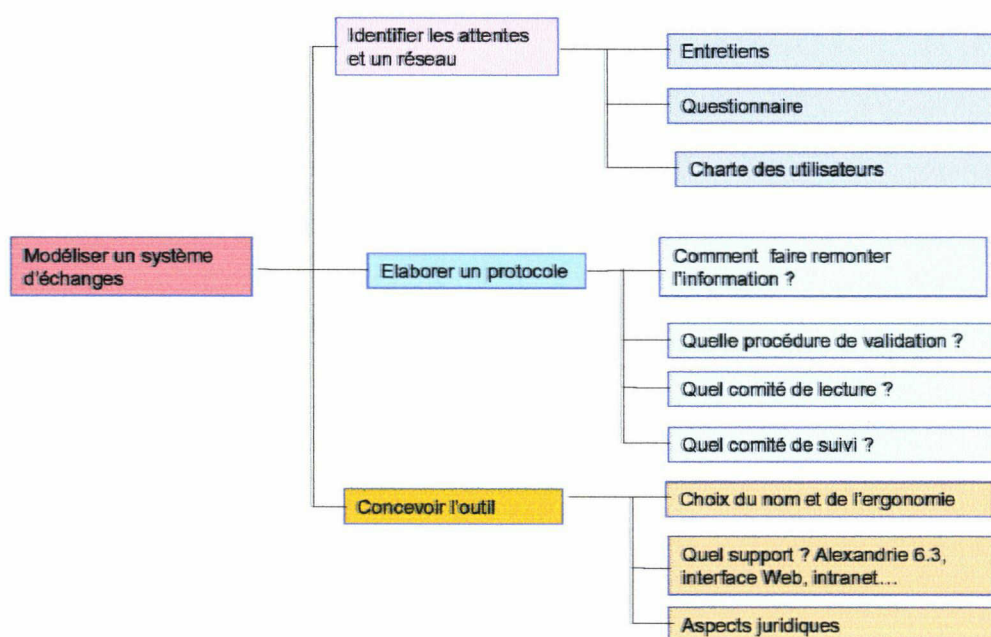 Identifier les attentes
et un réseau
Entretiens
Questionnaire
Charte des utilisateurs
Modéliser un système
d'échanges
Elaborer un protocole
Comment faire remonter
l'information ?
Quelle procédure de validation ?
Quel comité de lecture ?
Quel comité de suivi ?
Concevoir l'outil
Choix du nom et de l'ergonomie
Quel support ? Alexandrie 6.3,
interface Web, intranet...
Aspects juridiques